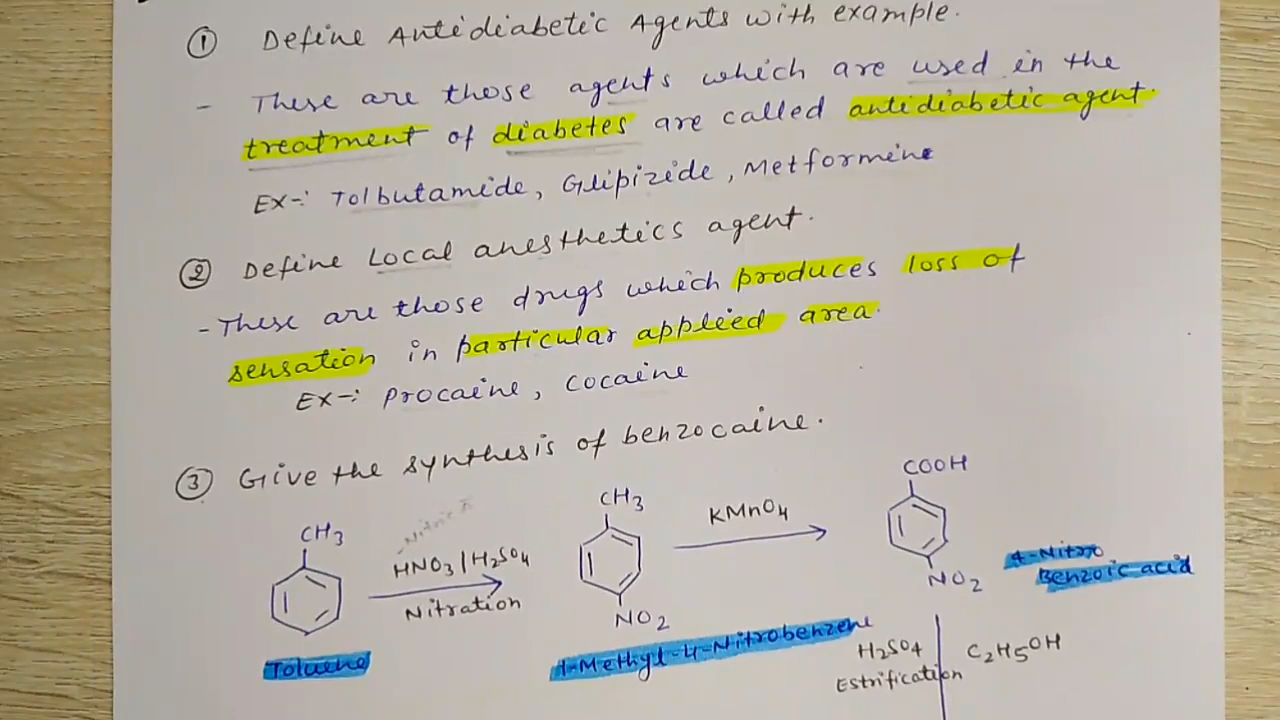 ① Define Antidiabetic Agents with example.
- These are those agents which are used in the
treatment of diabetes are called antidiabetic agent.
Ex-: Tolbutamide, Glipizide, Metformine
② Define Local anesthetics agent.
- These are those drugs which produces loss of
sensation in particular applied area.
Ex-: Procaine, Cocaine
③ Give the synthesis of benzocaine.
CH3
HNO3/H2SO4
Nitration
Toluene
CH3
NO2
1-Methyl-4-Nitrobenzene
KMnO4
COOH
NO2
4-Nitro
Benzoic acid
H2SO4
Estrification
C2H5OH